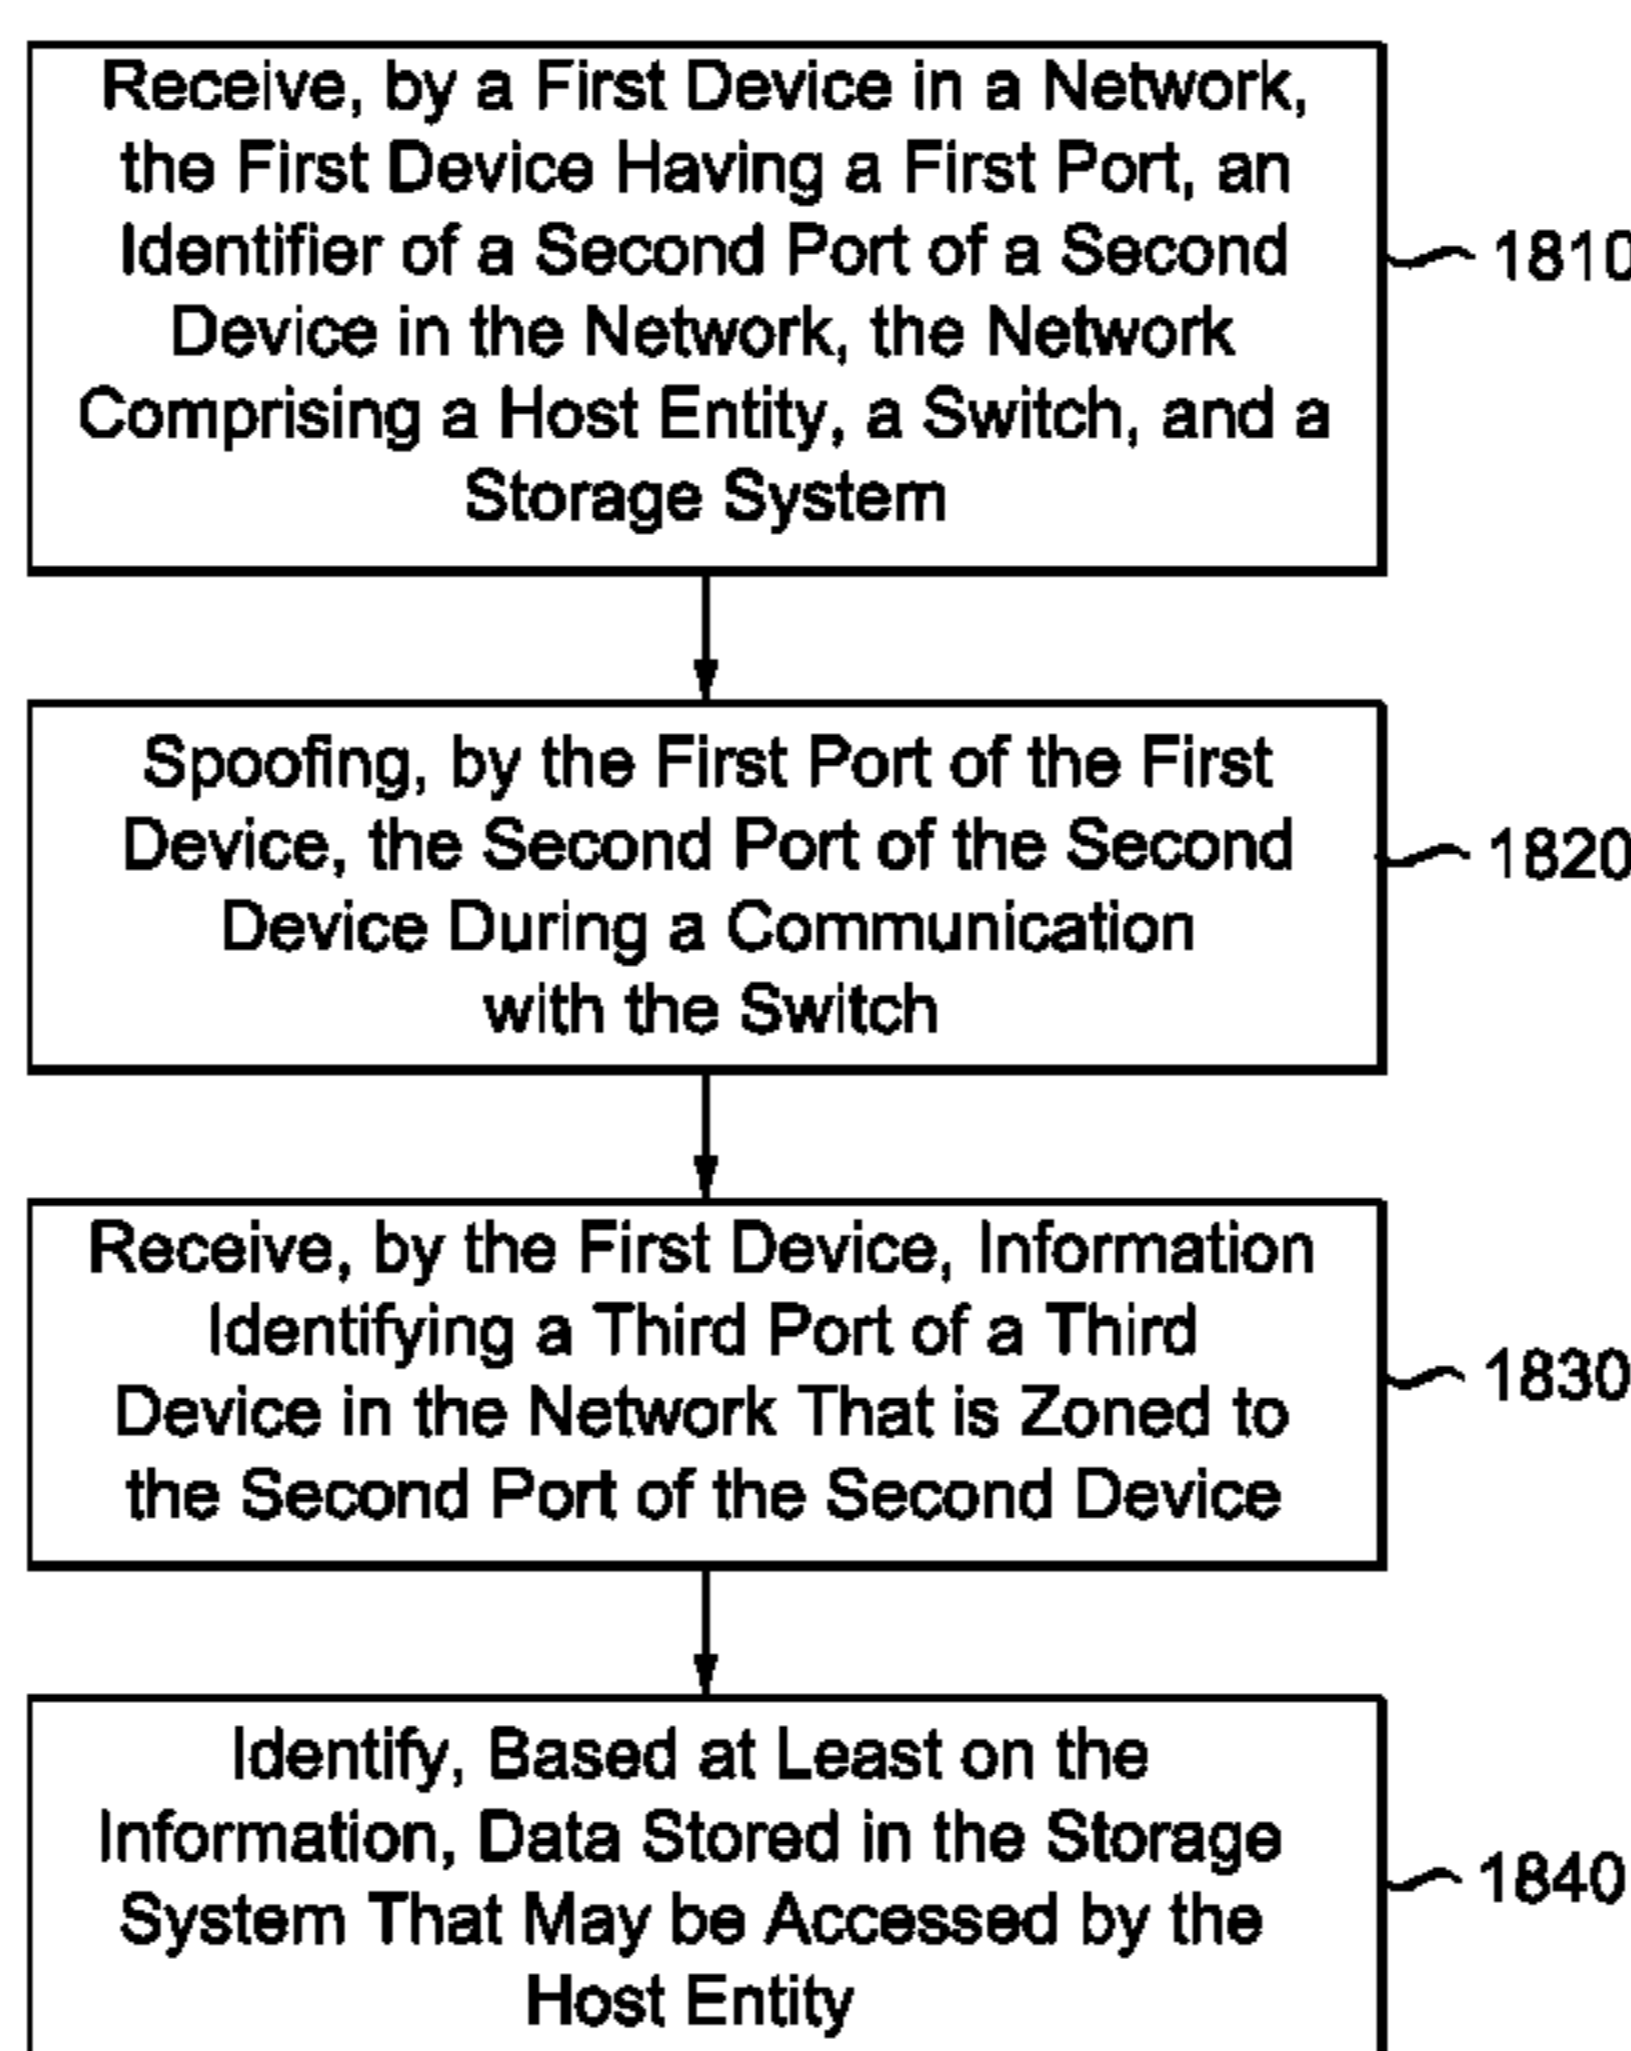 Receive, by a First Device in a Network,
the First Device Having a First Port, an
Identifier of a Second Port of a Second
Device in the Network, the Network
Comprising a Host Entity, a Switch, and a
Storage System
1810
Spoofing, by the First Port of the First
Device, the Second Port of the Second
Device During a Communication
with the Switch
1820
Receive, by the First Device, Information
Identifying a Third Port of a Third
Device in the Network That is Zoned to
the Second Port of the Second Device
1830
Identify, Based at Least on the
Information, Data Stored in the Storage
System That May be Accessed by the
Host Entity
1840